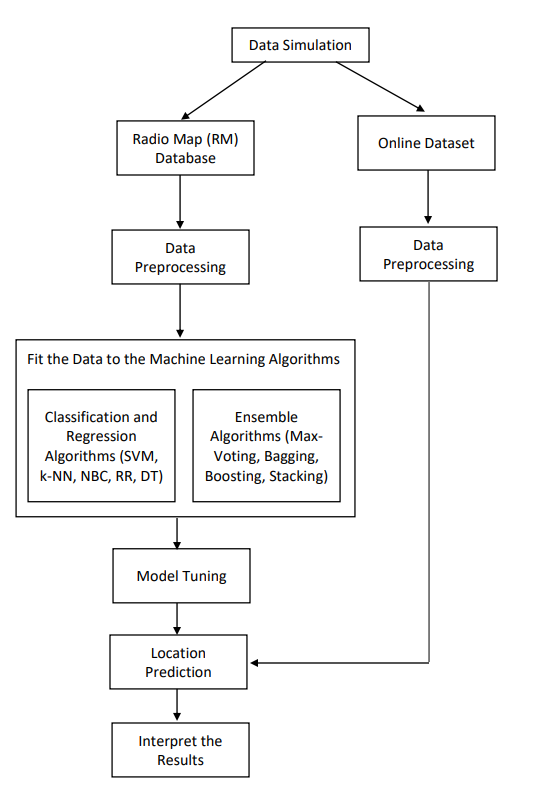 Data Simulation
Radio Map (RM)
Database
Online Dataset
Data
Preprocessing
Data
Preprocessing
Fit the Data to the Machine Learning Algorithms
Classification and
Regression
Algorithms (SVM,
k-NN, NBC, RR, DT)
Ensemble
Algorithms (Max-
Voting, Bagging,
Boosting, Stacking)
Model Tuning
Location
Prediction
Interpret the
Results